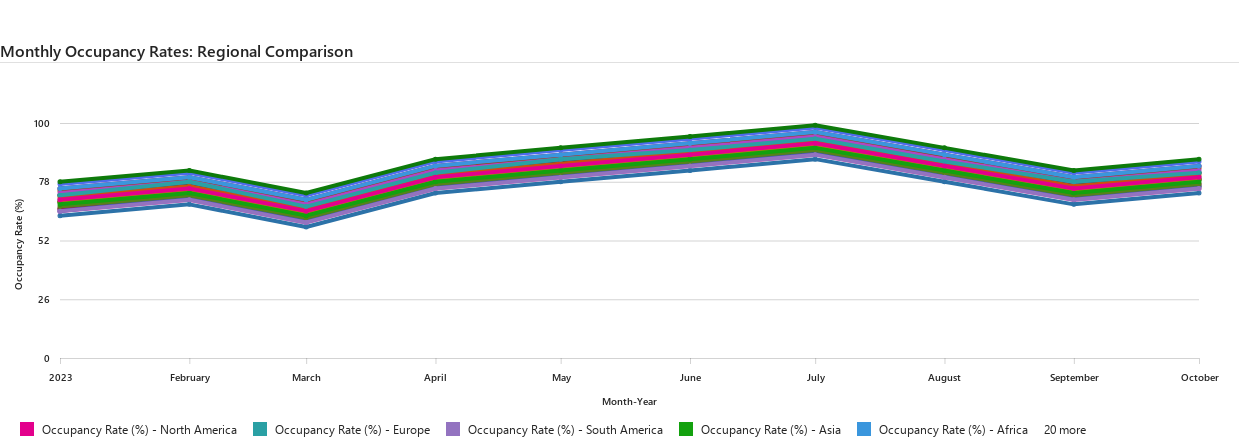 Monthly Occupancy Rates: Regional Comparison
100
78
52
26
0
Occupancy Rate (%)
2023 February March April May June July August September October
Month-Year
Occupancy Rate (%) - North America Occupancy Rate (%) - Europe Occupancy Rate (%) - South America Occupancy Rate (%) - Asia Occupancy Rate (%) - Africa 20 more